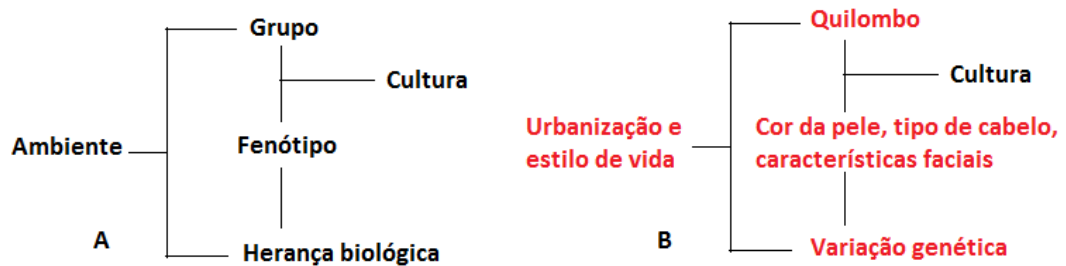 Grupo
Cultura
Ambiente
Fenótipo
Herança biológica
A
Quilombo
Cultura
Urbanização e
estilo de vida
Cor da pele, tipo de cabelo,
características faciais
Variação genética
B